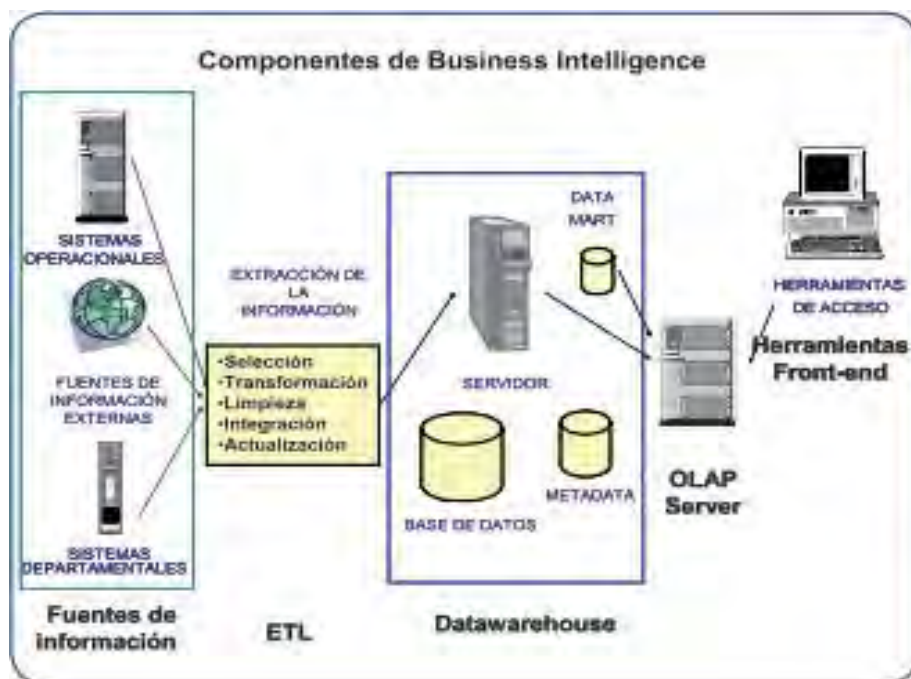 Componentes de Business Intelligence
SISTEMAS
OPERACIONALES
FUENTES DE
INFORMACIÓN
EXTERNAS
SISTEMAS
DEPARTAMENTALES
Fuentes de
información
EXTRACCIÓN DE
LA
INFORMACIÓN
•Selección
•Transformación
•Limpieza
•Integración
•Actualización
ETL
DATA
MART
SERVIDOR
BASE DE DATOS
METADATA
Datawarehouse
OLAP
Server
HERRAMIENTAS
DE ACCESO
Herramientas
Front-end